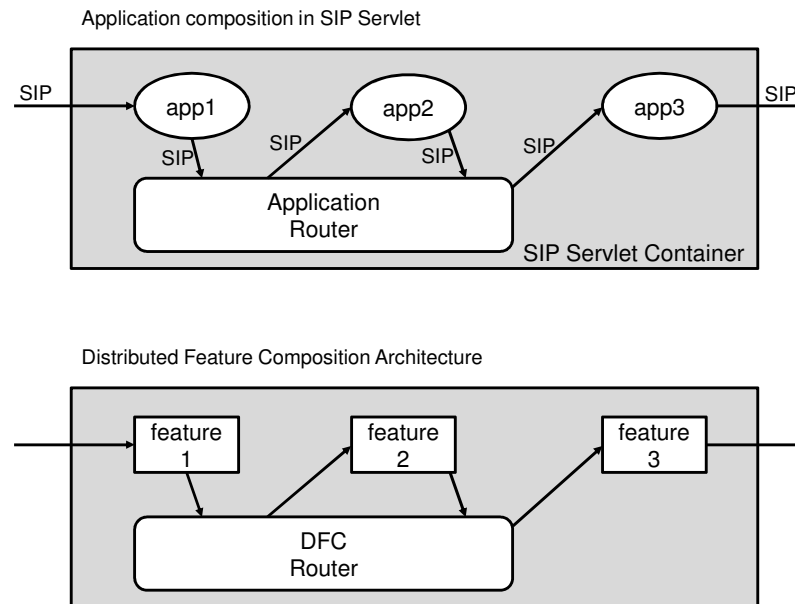 Application composition in SIP Servlet
SIP
app1
app2
app3
SIP
SIP
SIP
SIP
SIP
Application
Router
SIP Servlet Container
Distributed Feature Composition Architecture
feature
1
feature
2
feature
3
DFC
Router